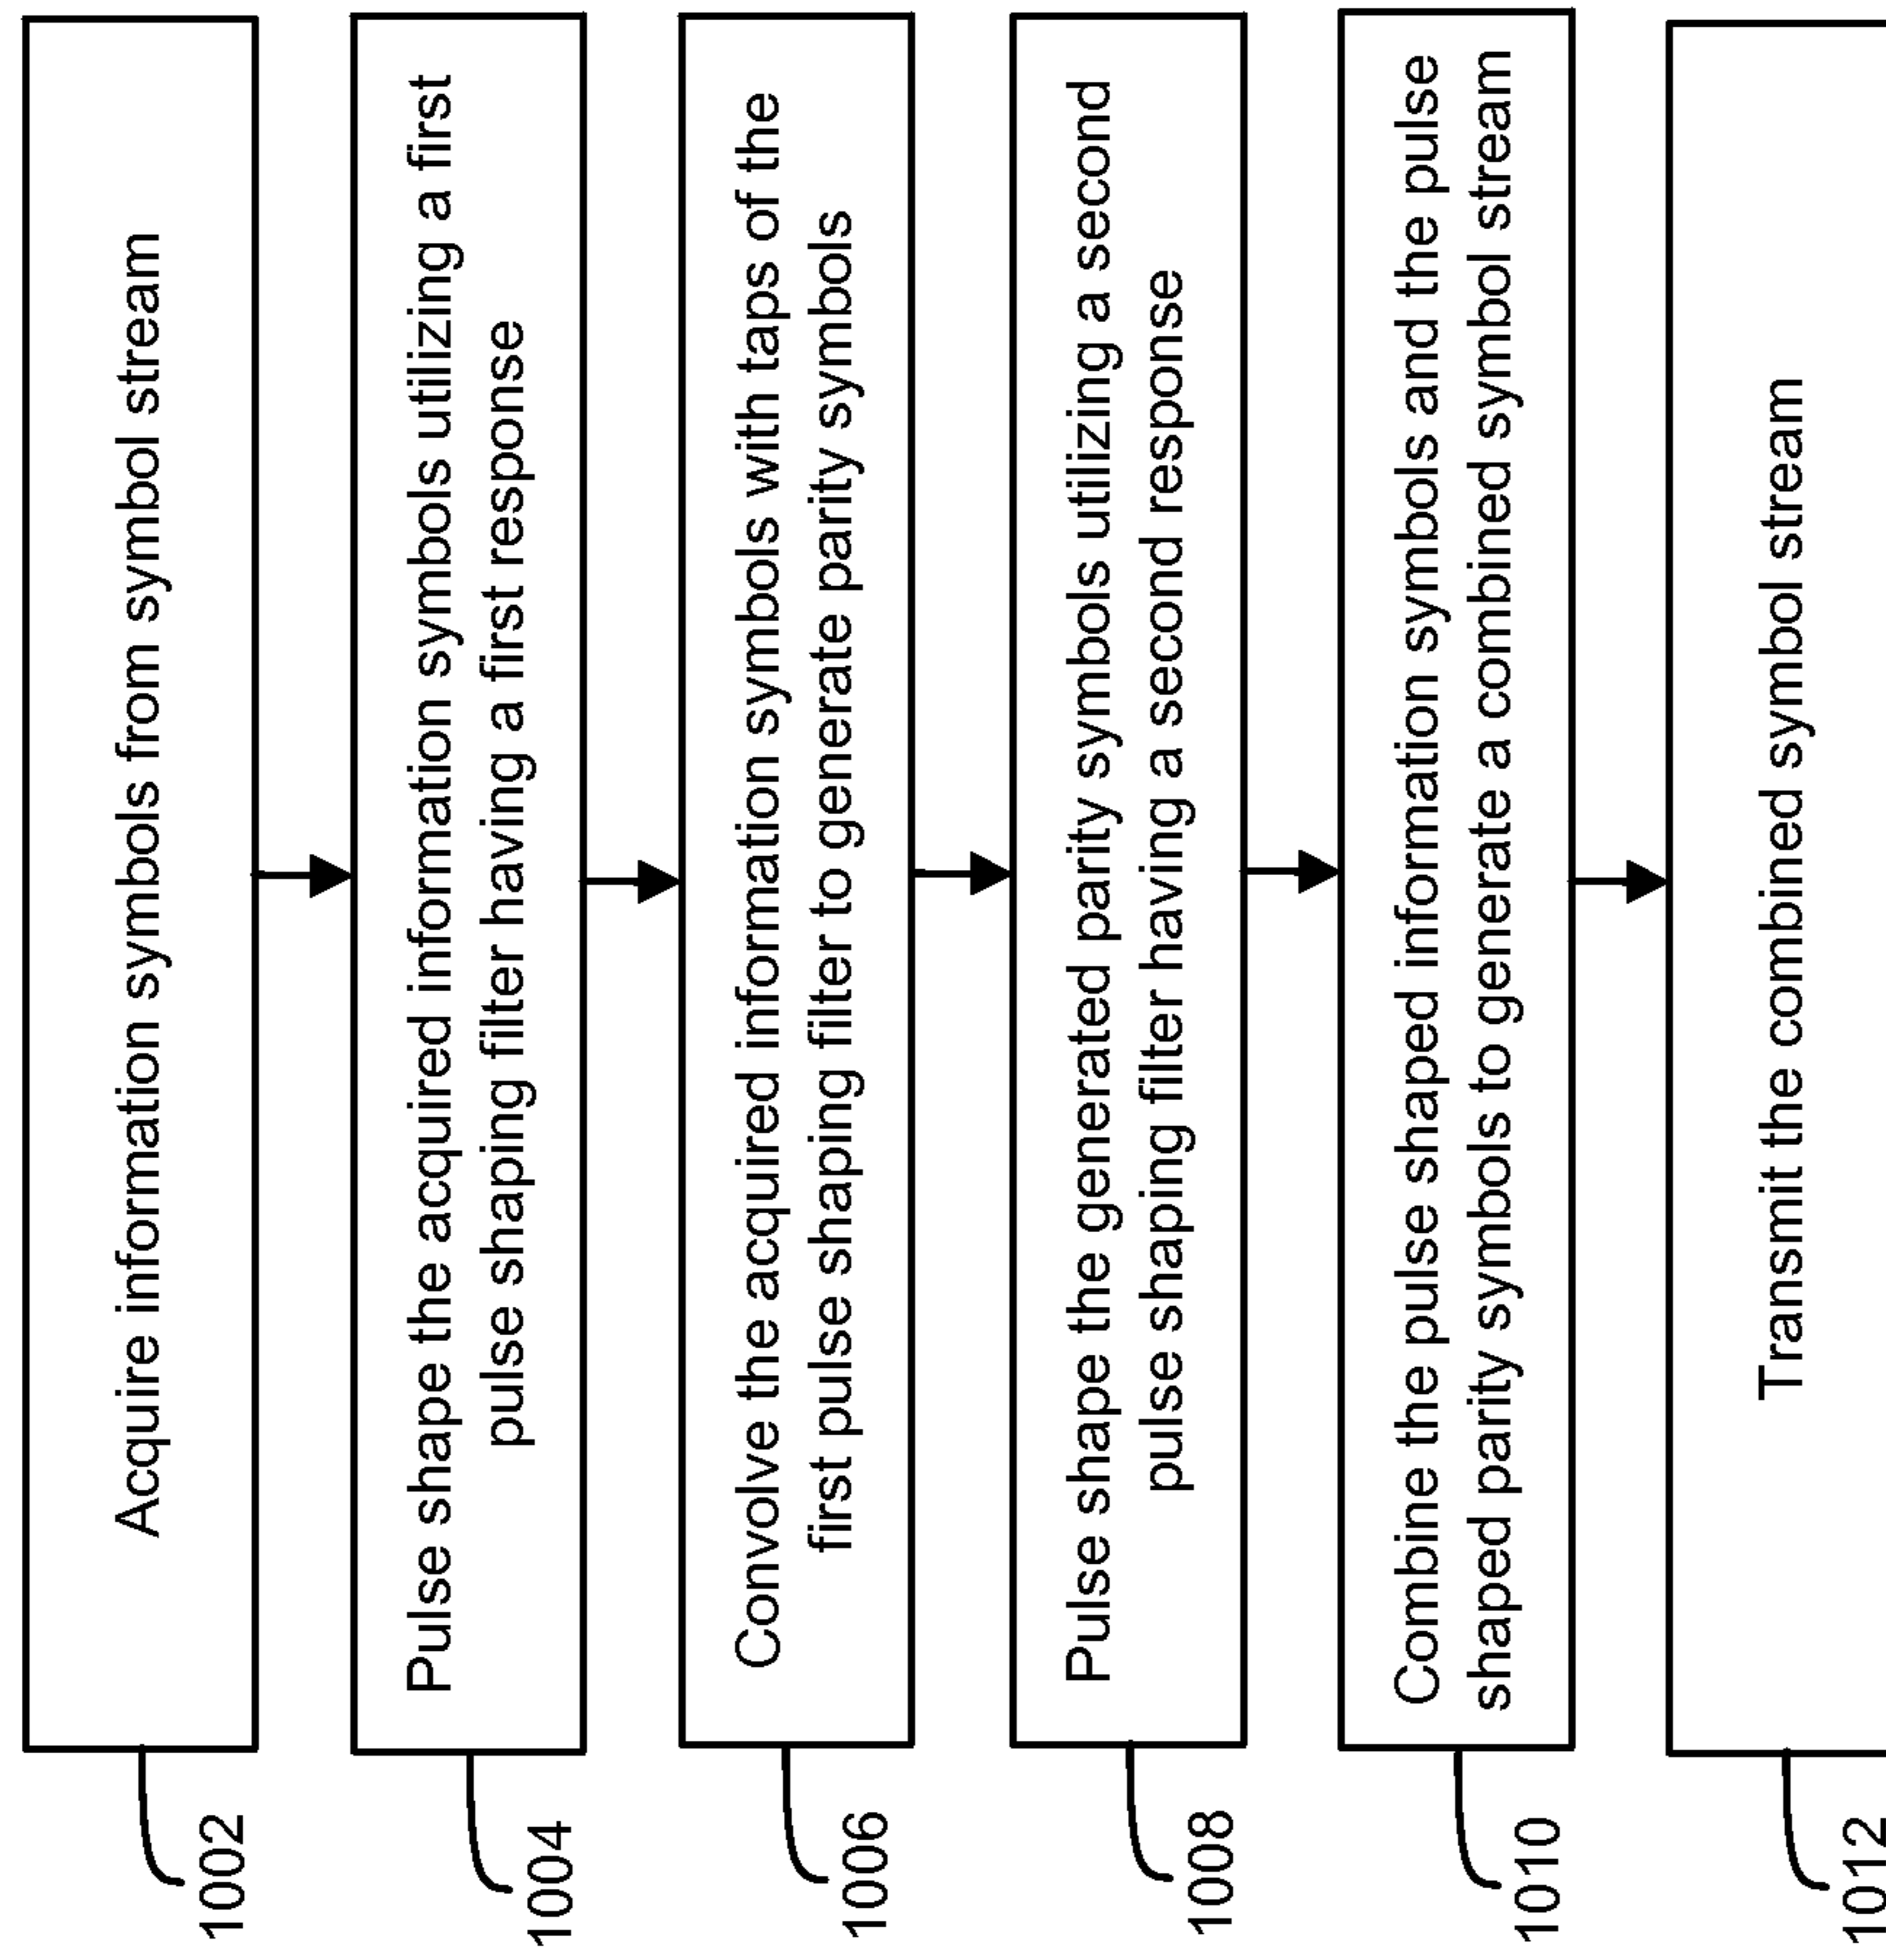 1002
Acquire information symbols from symbol stream
1004
Pulse shape the acquired information symbols utilizing a first
pulse shaping filter having a first response
1006
Convolve the acquired information symbols with taps of the
first pulse shaping filter to generate parity symbols
1008
Pulse shape the generated parity symbols utilizing a second
pulse shaping filter having a second response
1010
Combine the pulse shaped information symbols and the pulse
shaped parity symbols to generate a combined symbol stream
1012
Transmit the combined symbol stream